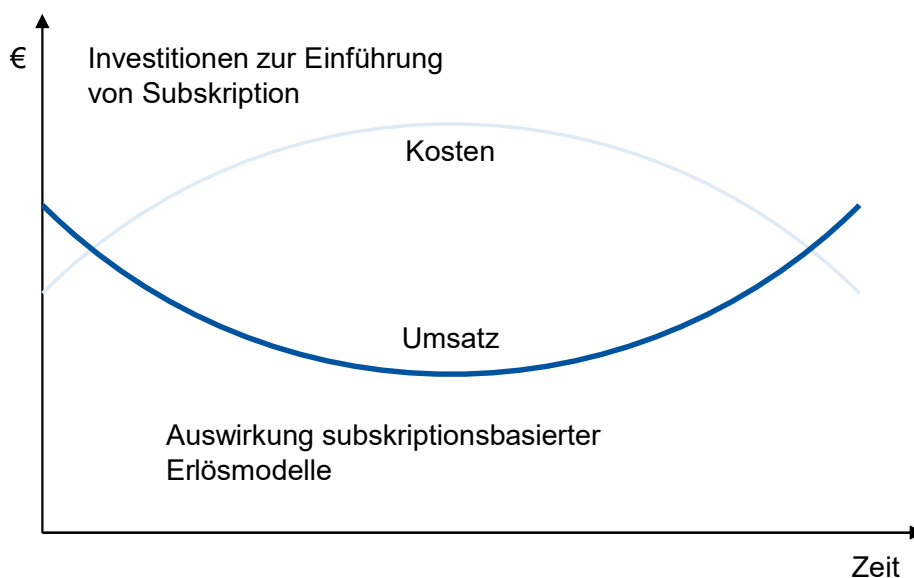 €
Investitionen zur Einführung
von Subskription
Kosten
Umsatz
Auswirkung subskriptionsbasierter
Erlösmodelle
Zeit